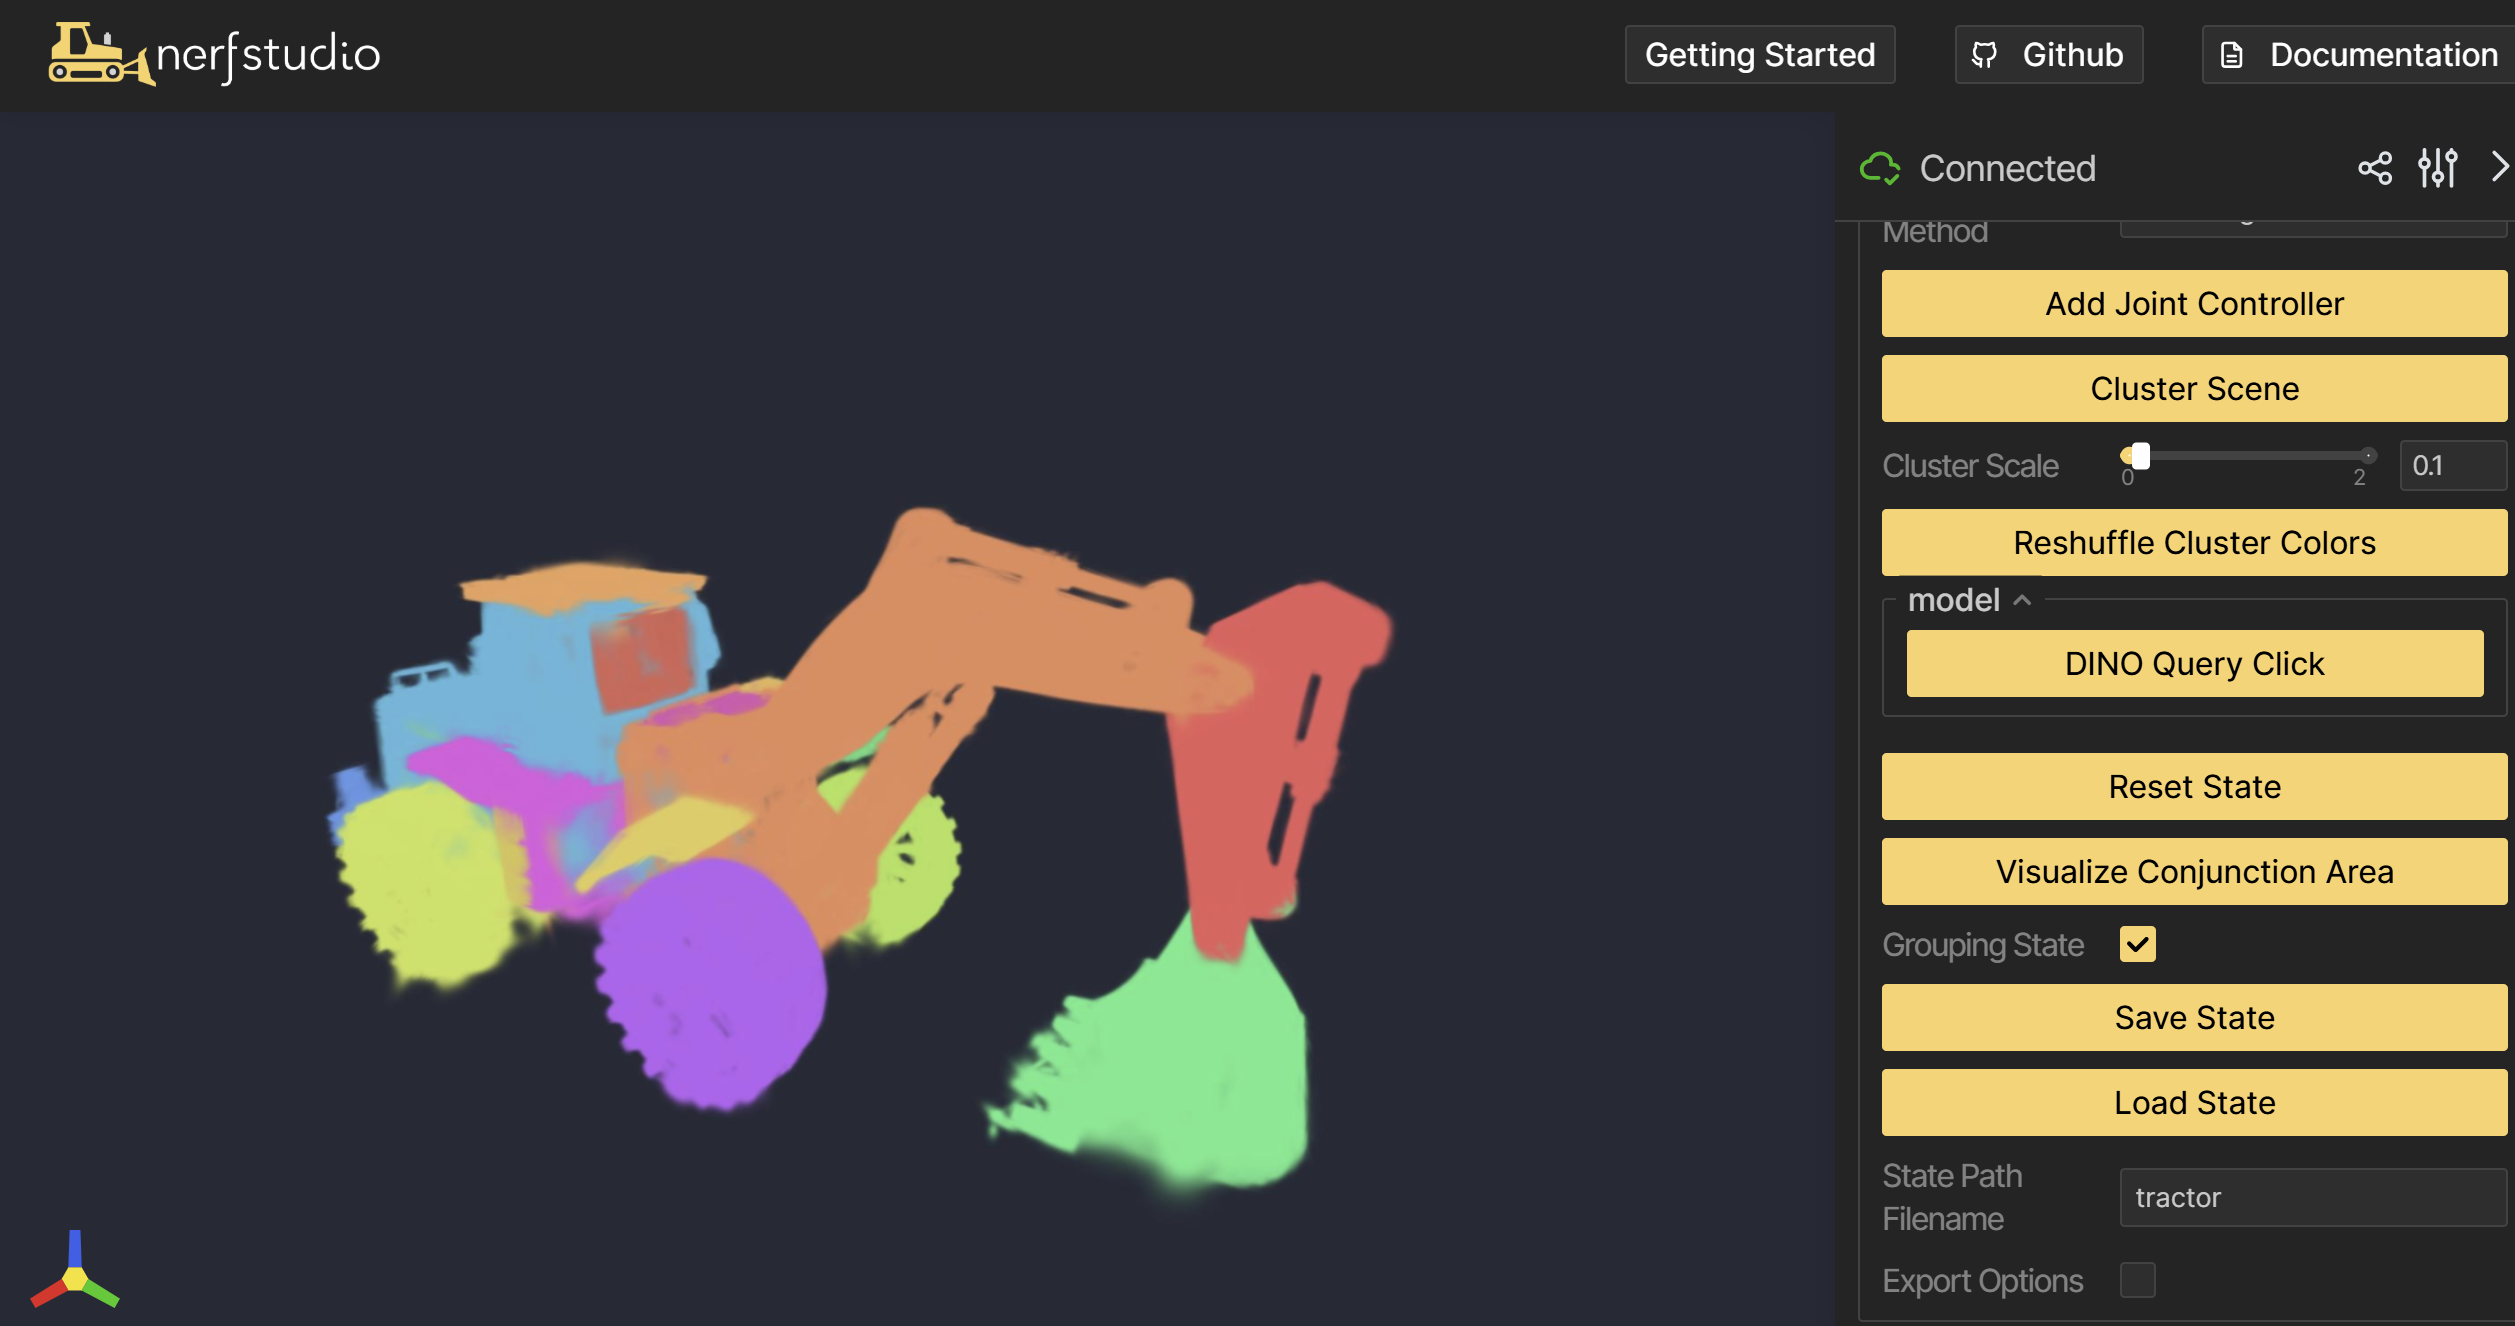 nerfstudio
Getting Started
Github
Documentation
Connected
Method
Add Joint Controller
Cluster Scene
Cluster Scale
0
2
0.1
Reshuffle Cluster Colors
model
DINO Query Click
Reset State
Visualize Conjunction Area
Grouping State
Save State
Load State
State Path
Filename
tractor
Export Options